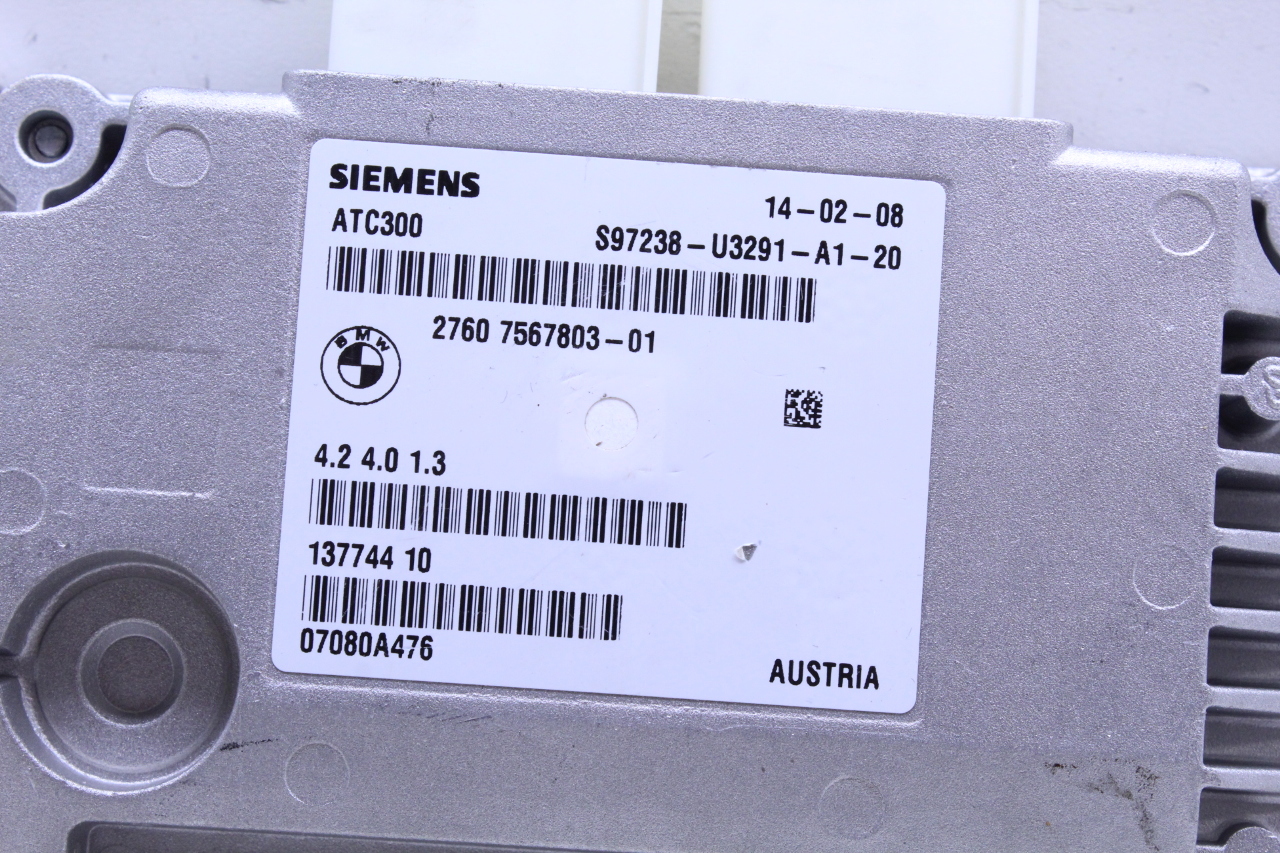 SIEMENS
14-02-08
ATC300
S97238-U3291-A1-20
2760 7567803-01
BMW
4.2 4.0 1.3
137744 10
07080A476
AUSTRIA